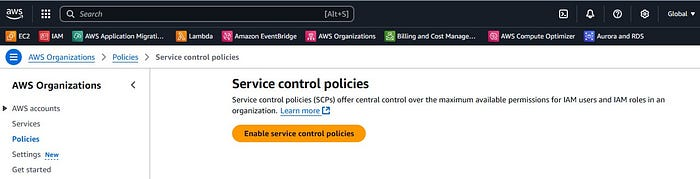 aws
Search
[Alt+S]
Global
EC2
IAM
AWS Application Migrati...
Lambda
Amazon EventBridge
AWS Organizations
Billing and Cost Manage...
AWS Compute Optimizer
Aurora and RDS
AWS Organizations > Policies > Service control policies
AWS Organizations
AWS accounts
Services
Policies
Settings New
Get started
Service control policies
Service control policies (SCPs) offer central control over the maximum available permissions for IAM users and IAM roles in an
organization. Learn more
Enable service control policies